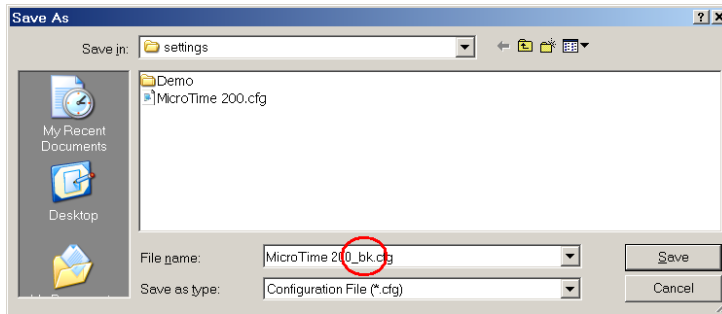 Save As
Save in: settings
Demo
MicroTime 200.cfg
My Recent
Documents
Desktop
File name: MicroTime 200_bk.cfg
Save Save as type: Configuration File (*.cfg)
Cancel